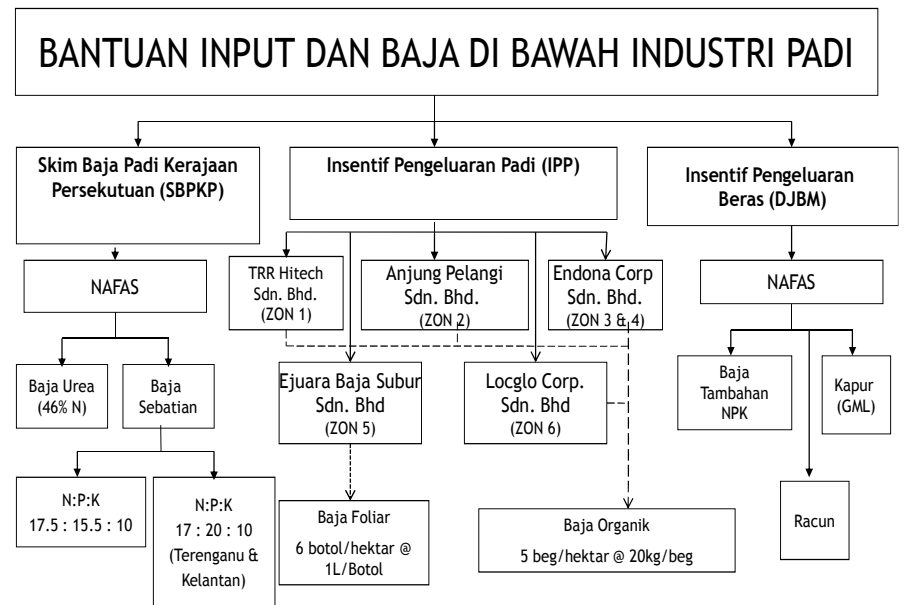 BANTUAN INPUT DAN BAJA DI BAWAH INDUSTRI PADI
Skim Baja Padi Kerajaan
Persekutuan (SBPKP)
Insentif Pengeluaran Padi (IPP)
Insentif Pengeluaran
Beras (DJBM)
NAFAS
TRR Hitech
Sdn. Bhd.
(ZON 1)
Anjung Pelangi
Sdn. Bhd.
(ZON 2)
Endona Corp
Sdn. Bhd.
(ZON 3 & 4)
NAFAS
Baja Urea
(46% N)
Baja
Sebatian
Ejuara Baja Subur
Sdn. Bhd
(ZON 5)
Locglo Corp.
Sdn. Bhd
(ZON 6)
Baja
Tambahan
NPK
Kapur
(GML)
N:P:K
17.5 : 15.5 : 10
N:P:K
17 : 20 : 10
(Terenganu &
Kelantan)
Baja Foliar
6 botol/hektar @
1L/Botol
Baja Organik
5 beg/hektar @ 20kg/beg
Racun